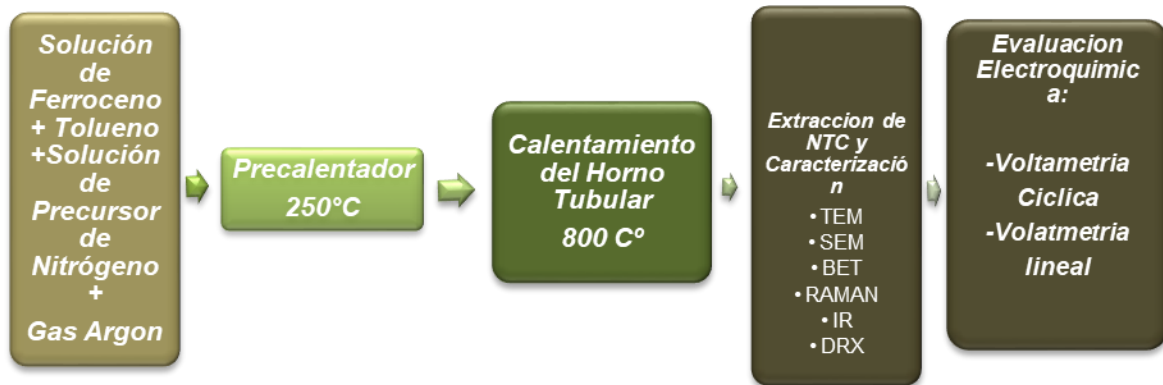 Solución
de
Ferroceno
+ Tolueno
+Solución
de
Precursor
de
Nitrógeno
+
Gas Argon
Precalentador
250°C
Calentamiento
del Horno
Tubular
800 Cº
Extraccion de
NTC y
Caracterizació
n
• TEM
• SEM
• BET
• RAMAN
• IR
• DRX
Evaluacion
Electroquimic
a:
-Voltametria
Ciclica
-Volatmetria
lineal